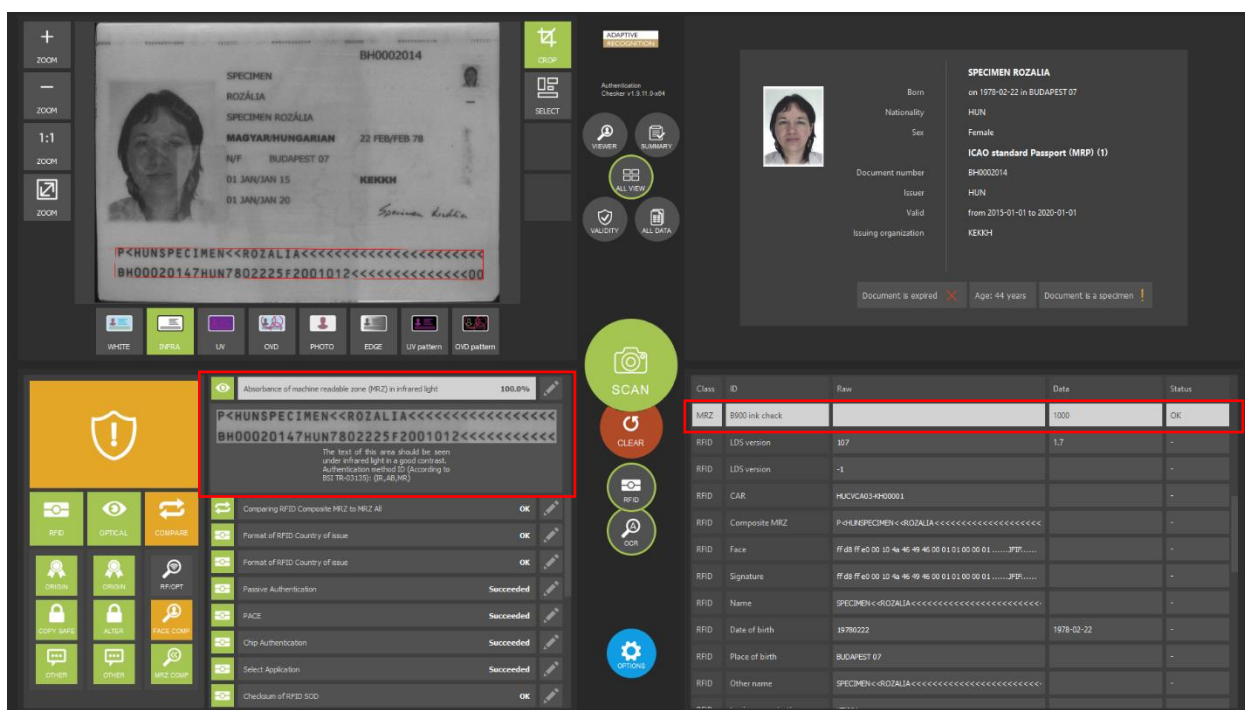 +
ZOOM
—
ZOOM
1:1
ZOOM
ZOOM
BH0002014
SPECIMEN
ROZÁLIA
SPECIMEN ROZÁLIA
MAGYAR/HUNGARIAN 22 FEB/FEB 78
N/F BUDAPEST 07
01 JAN/JAN 15 KEKKH
01 JAN/JAN 20
Specimen Rozália
P<HUNSPECIMEN<<ROZALIA<<<<<<<<<<<<<<<<<<<<<
BH00020147HUN7802225F2001012<<<<<<<<<<<<<<00
CROP
SELECT
WHITE
INFRA
UV
OVD
PHOTO
EDGE
UV pattern
OVD pattern
ADAPTIVE
RECOGNITION
Authentication
Checker v1.9.11.0-x64
VIEWER
SUMMARY
ALL VIEW
VALIDITY
ALL DATA
SPECIMEN ROZALIA
Born on 1978-02-22 in BUDAPEST 07
Nationality HUN
Sex Female
ICAO standard Passport (MRP) (1)
Document number BH0002014
Issuer HUN
Valid from 2015-01-01 to 2020-01-01
Issuing organization KEKKH
Document is expired
Age: 44 years
Document is a specimen !
RFID
OPTICAL
COMPARE
ORIGIN
ORIGIN
RF/OPT
COPY SAFE
ALTER
FACE COMP
OTHER
OTHER
MRZ COMP
Absorbance of machine readable zone (MRZ) in infrared light 100.0%
P<HUNSPECIMEN<<ROZALIA<<<<<<<<<<<<<<<<<<
BH00020147HUN7802225F2001012<<<<<<<<<<<<
The text of this area should be seen
under infrared light in a good contrast.
Authentication method ID (According to
BSI TR-03135): (IR,AB,MR)
Comparing RFID Composite MRZ to MRZ All OK
Format of RFID Country of issue OK
Format of RFID Country of issue OK
Passive Authentication Succeeded
PACE Succeeded
Chip Authentication Succeeded
Select Application Succeeded
Checksum of RFID SOD OK
SCAN
CLEAR
RFID
OCR
OPTIONS
Class ID Raw Data Status
MRZ B900 ink check 1000 OK
RFID LDS version 107 1.7 -
RFID LDS version -1 -
RFID CAR HUCVCA03-KH00001 -
RFID Composite MRZ P<HUNSPECIMEN<<ROZALIA<<<<<<<<<<<<<<<<<<<<< -
RFID Face ff d8 ff e0 00 10 4a 46 49 46 00 01 01 00 00 01 ......JFIF...... -
RFID Signature ff d8 ff e0 00 10 4a 46 49 46 00 01 01 00 00 01 ......JFIF...... -
RFID Name SPECIMEN<<ROZALIA<<<<<<<<<<<<<<<<<<<<<<< -
RFID Date of birth 19780222 1978-02-22 -
RFID Place of birth BUDAPEST 07 -
RFID Other name SPECIMEN<<ROZALIA<<<<<<<<<<<<<<<<<<<<<<< -